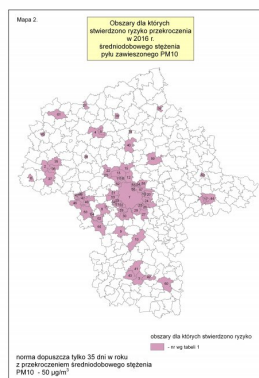 Mapa 2.
Obszary dla których
stwierdzono ryzyko przekroczenia
w 2016 r.
średniodobowego stężenia
pyłu zawieszonego PM10
obszary dla których stwierdzono ryzyko
- nr wg tabeli 1
norma dopuszcza tylko 35 dni w roku
z przekroczeniem średniodobowego stężenia
PM10 - 50 µg/m³